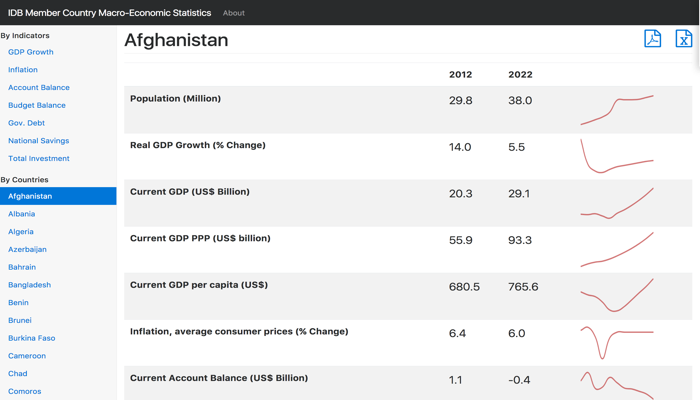 IDB Member Country Macro-Economic Statistics About
By Indicators
GDP Growth
Inflation
Account Balance
Budget Balance
Gov. Debt
National Savings
Total Investment
By Countries
Afghanistan
Albania
Algeria
Azerbaijan
Bahrain
Bangladesh
Benin
Brunei
Burkina Faso
Cameroon
Chad
Comoros
Afghanistan
2012 2022
Population (Million) 29.8 38.0
Real GDP Growth (% Change) 14.0 5.5
Current GDP (US$ Billion) 20.3 29.1
Current GDP PPP (US$ billion) 55.9 93.3
Current GDP per capita (US$) 680.5 765.6
Inflation, average consumer prices (% Change) 6.4 6.0
Current Account Balance (US$ Billion) 1.1 -0.4